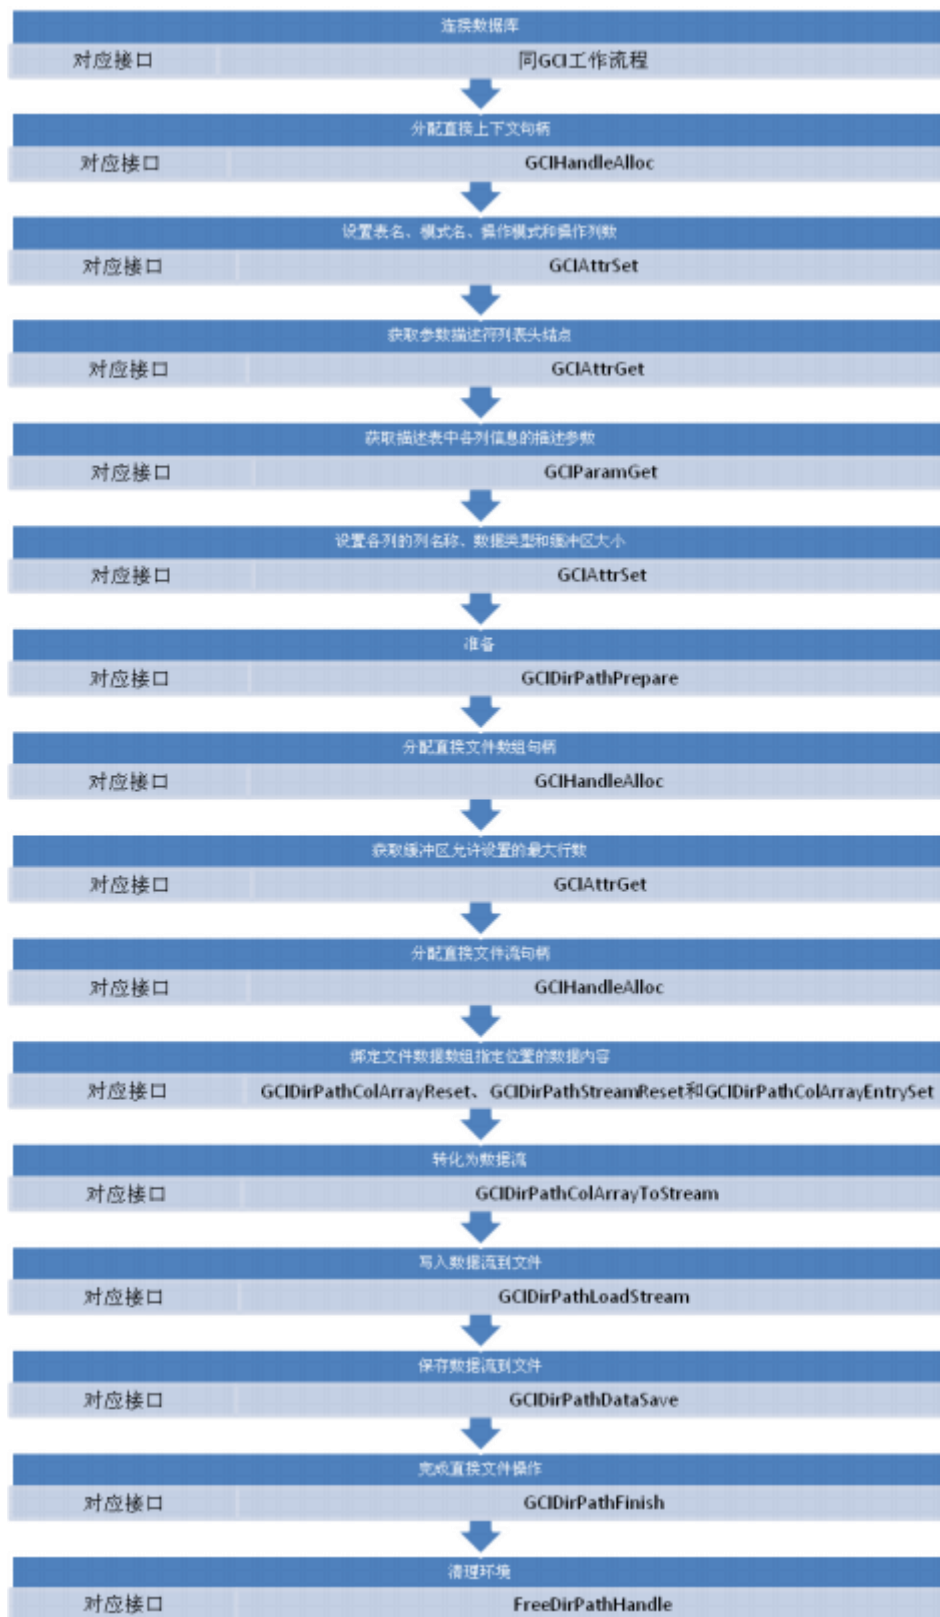 连接数据库
对应接口 同GCI工作流程
分配直接上下文句柄
对应接口 GCIHandleAlloc
设置表名、模式名、操作模式和操作列数
对应接口 GCIAttrSet
获取参数描述符列表头结点
对应接口 GCIAttrGet
获取描述表中各列信息的描述参数
对应接口 GCIParamGet
设置各列的列名称、数据类型和缓冲区大小
对应接口 GCIAttrSet
准备
对应接口 GCIDirPathPrepare
分配直接文件数组句柄
对应接口 GCIHandleAlloc
获取缓冲区允许设置的最大行数
对应接口 GCIAttrGet
分配直接文件流句柄
对应接口 GCIHandleAlloc
绑定文件数据数组指定位置的数据内容
对应接口 GCIDirPathColArrayReset、GCIDirPathStreamReset和GCIDirPathColArrayEntrySet
转化为数据流
对应接口 GCIDirPathColArrayToStream
写入数据流到文件
对应接口 GCIDirPathLoadStream
保存数据流到文件
对应接口 GCIDirPathDataSave
完成直接文件操作
对应接口 GCIDirPathFinish
清理环境
对应接口 FreeDirPathHandle